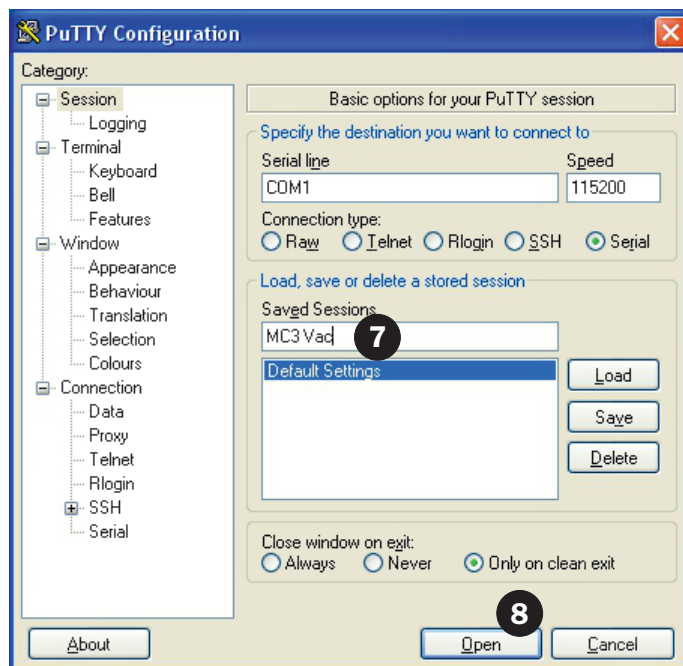 PuTTY Configuration
Category:
Session
Logging
Terminal
Keyboard
Bell
Features
Window
Appearance
Behaviour
Translation
Selection
Colours
Connection
Data
Proxy
Telnet
Rlogin
SSH
Serial
Basic options for your PuTTY session
Specify the destination you want to connect to
Serial line Speed
COM1 115200
Connection type:
Raw Telnet Rlogin SSH Serial
Load, save or delete a stored session
Saved Sessions
MC3 Vac 7
Default Settings
Load
Save
Delete
Close window on exit:
Always Never Only on clean exit
8
About Open Cancel